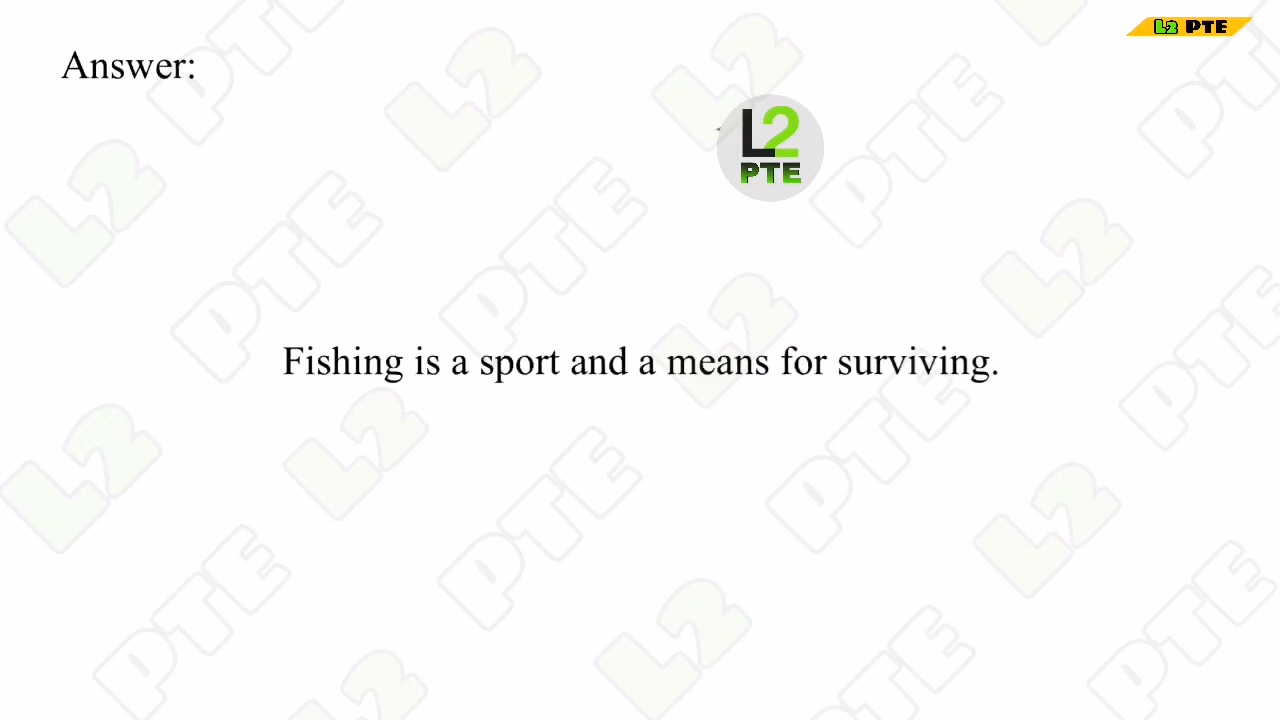 L2 PTE
Answer:
L2
PTE
Fishing is a sport and a means for surviving.